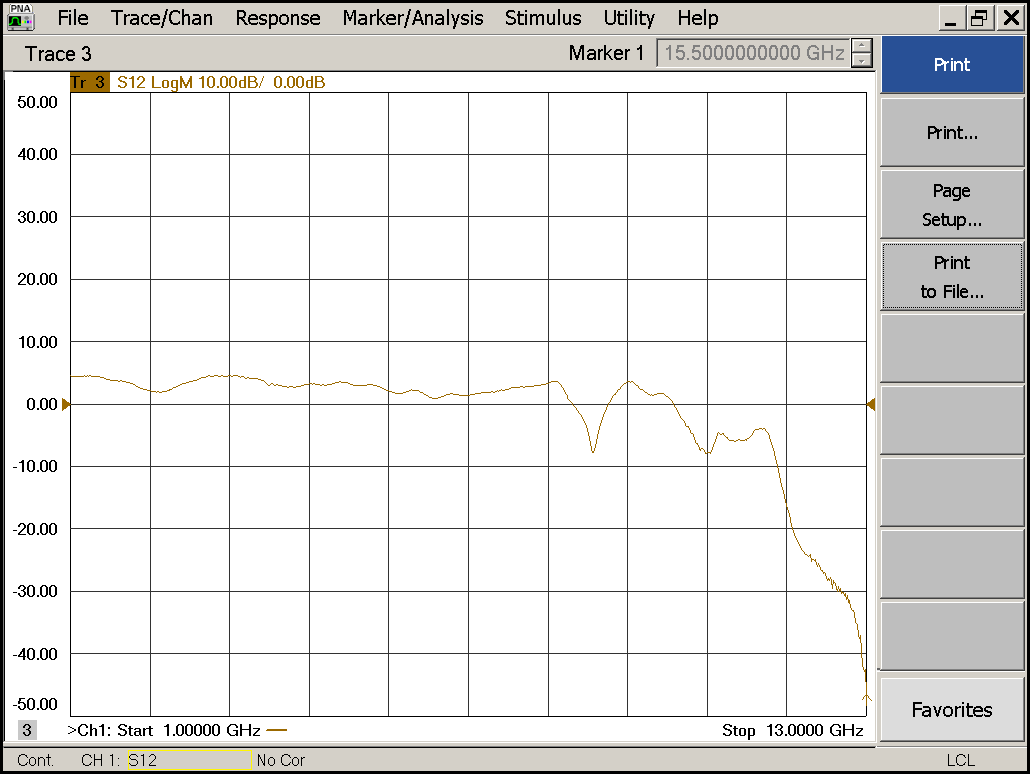 PNA
File Trace/Chan Response Marker/Analysis Stimulus Utility Help
Trace 3 Marker 1 15.5000000000 GHz
Tr 3 S12 LogM 10.00dB/ 0.00dB
50.00
40.00
30.00
20.00
10.00
0.00
-10.00
-20.00
-30.00
-40.00
-50.00
3 >Ch1: Start 1.00000 GHz Stop 13.0000 GHz
Cont. CH 1: S12 No Cor LCL
Print
Print...
Page
Setup...
Print
to File...
Favorites